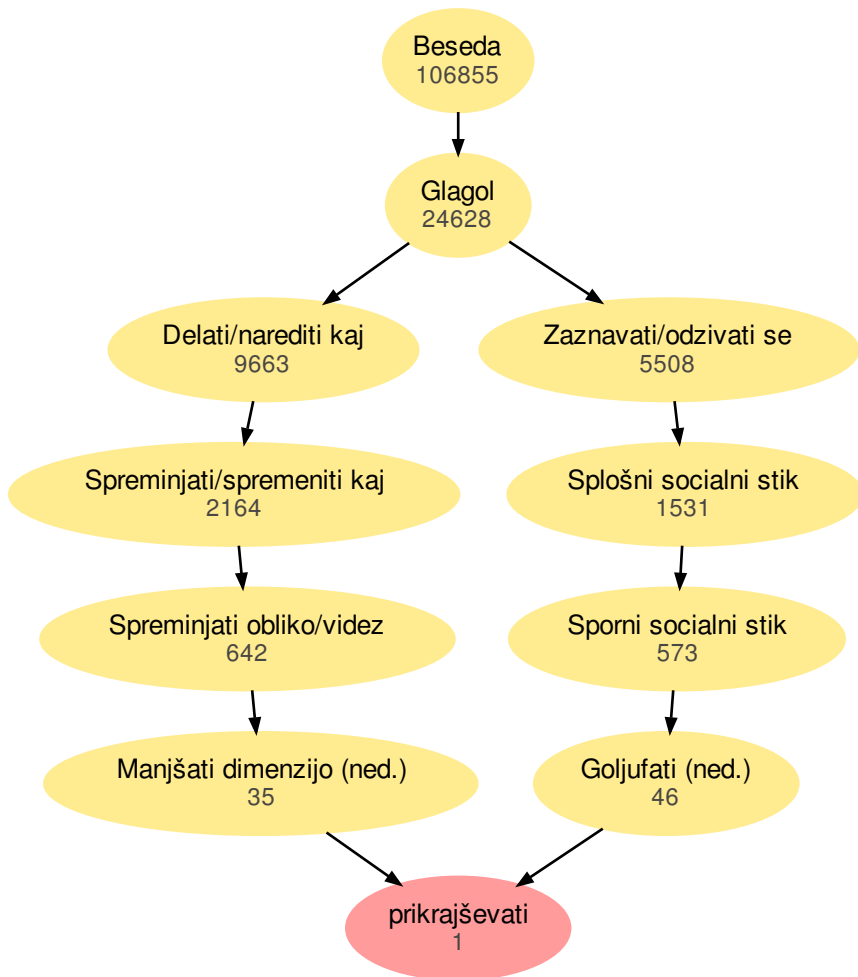 Beseda
106855
Glagol
24628
Delati/narediti kaj
9663
Zaznavati/odzivati se
5508
Spreminjati/spremeniti kaj
2164
Splošni socialni stik
1531
Spreminjati obliko/videz
642
Sporni socialni stik
573
Manjšati dimenzijo (ned.)
35
Goljufati (ned.)
46
prikrajševati
1